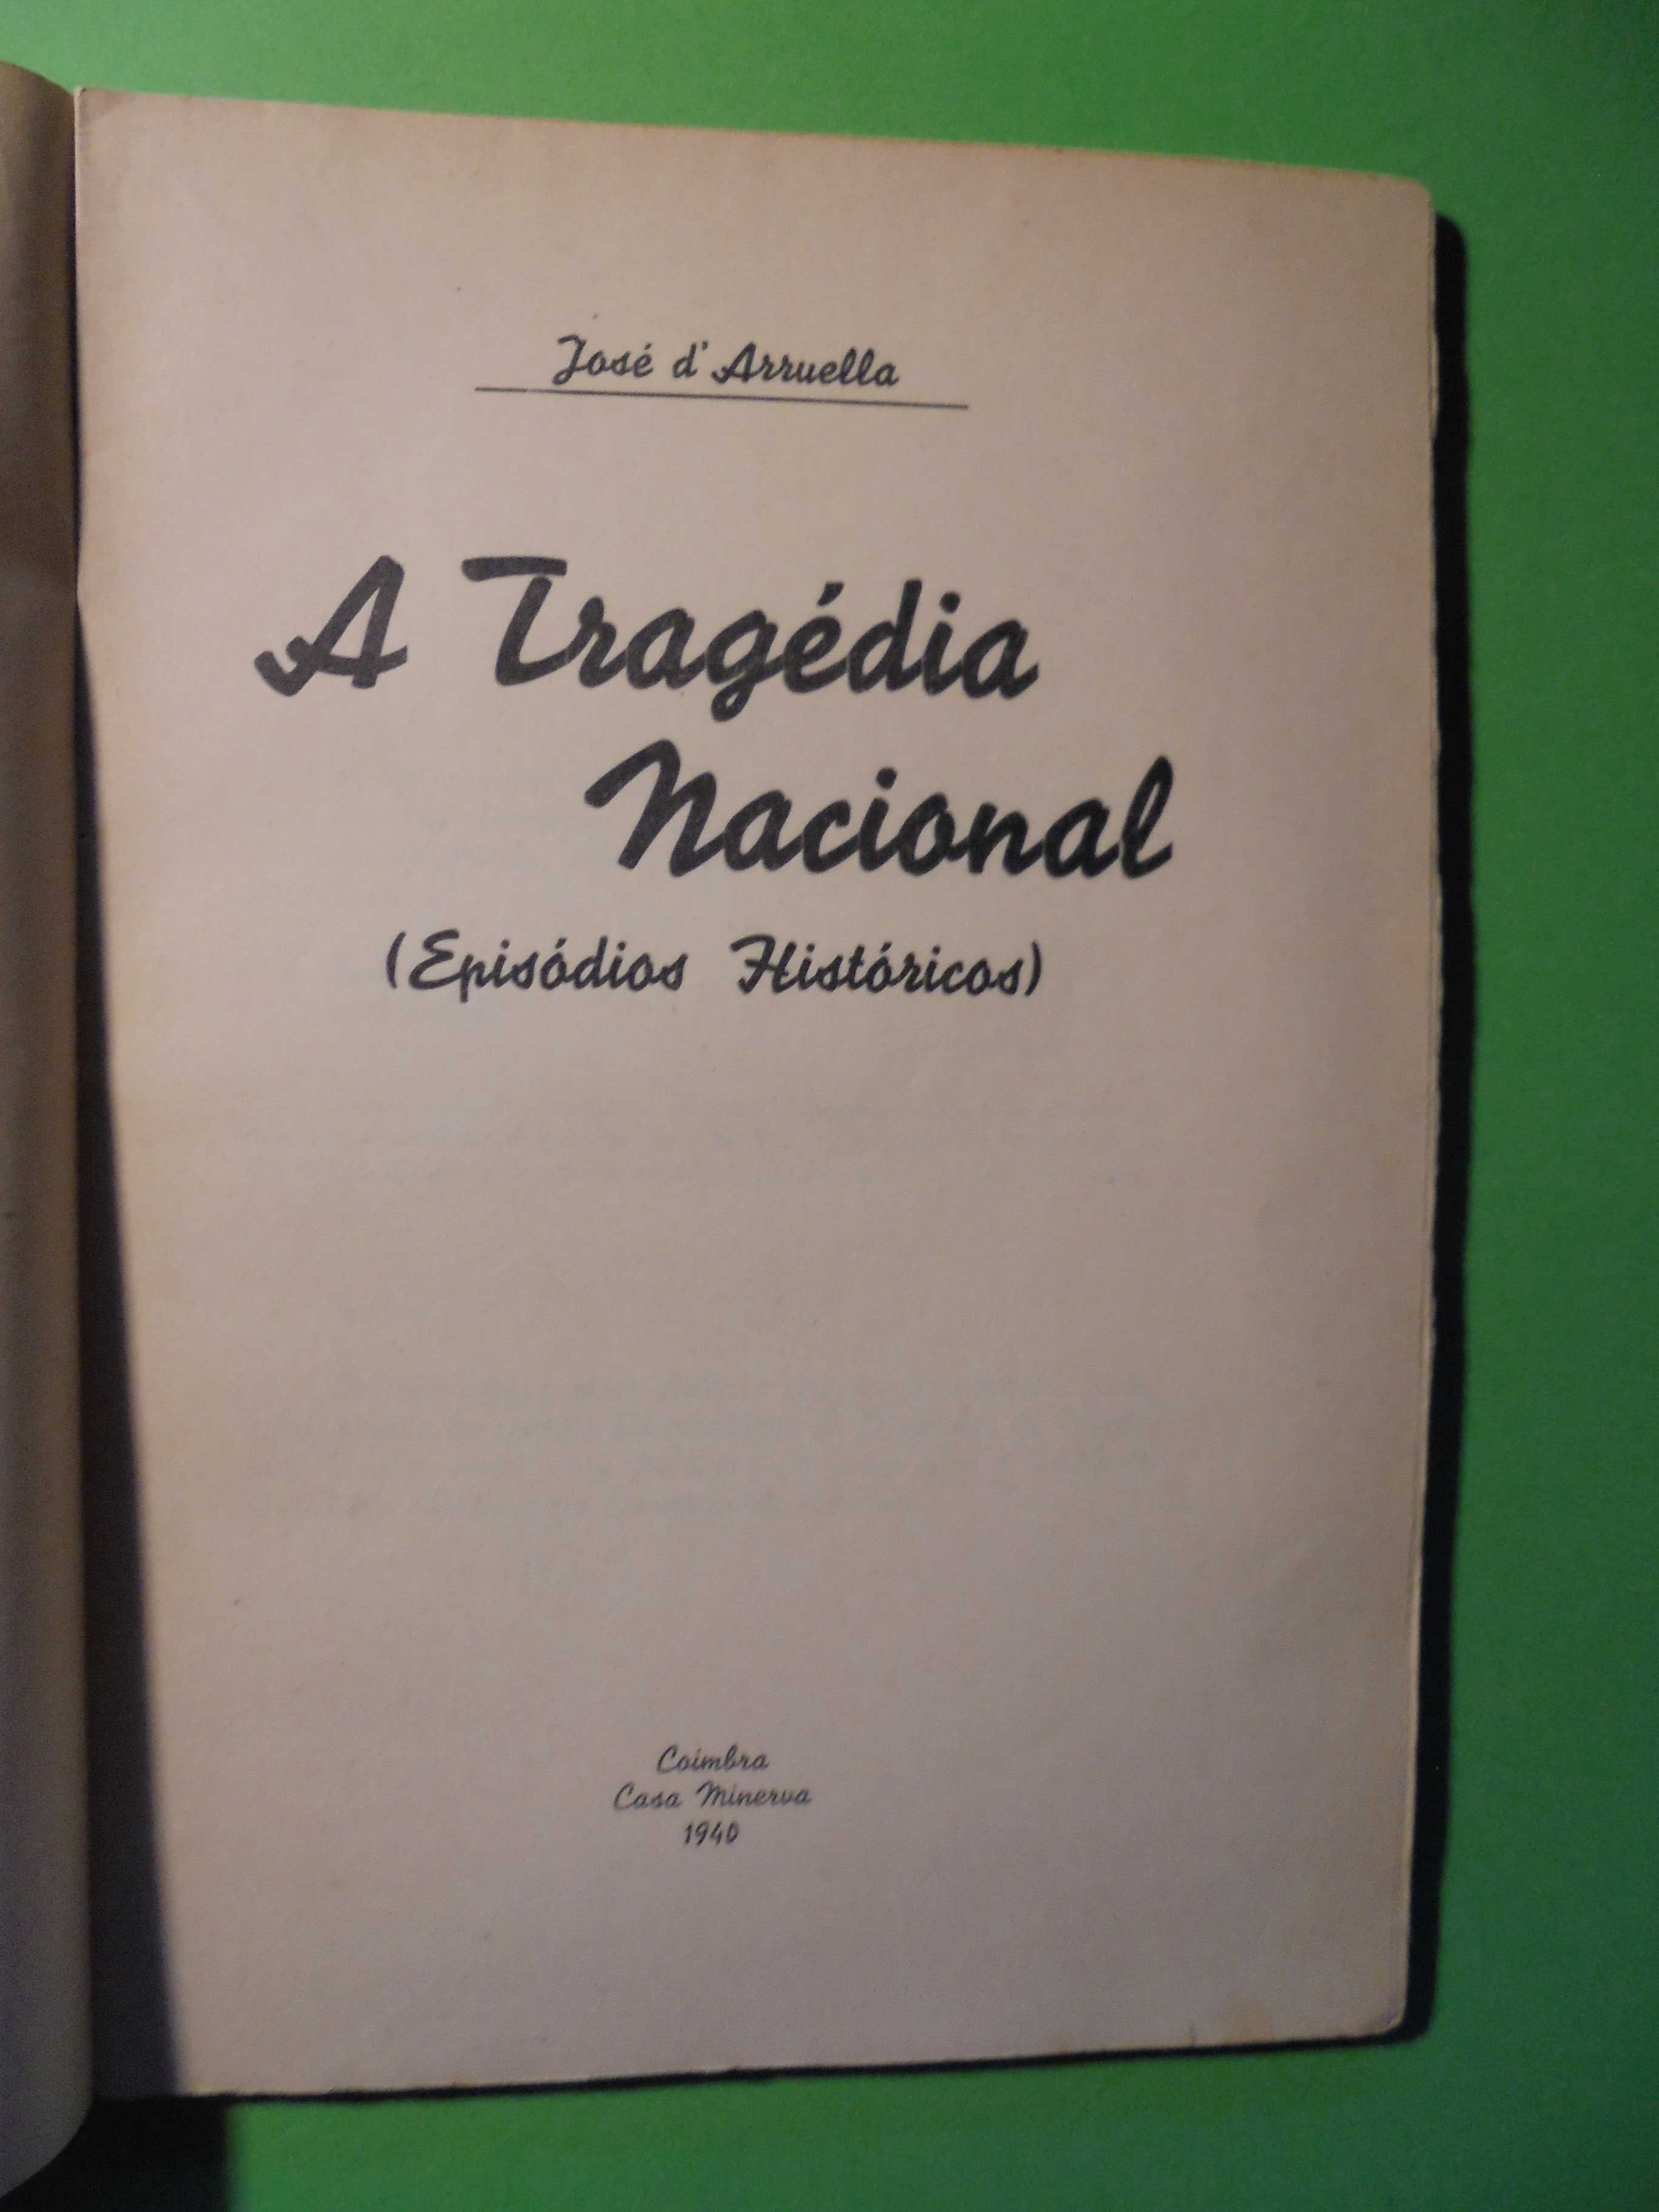 José d'Arruella
A Tragédia
Nacional
(Episódios Históricos)
Coimbra
Casa Minerva
1940